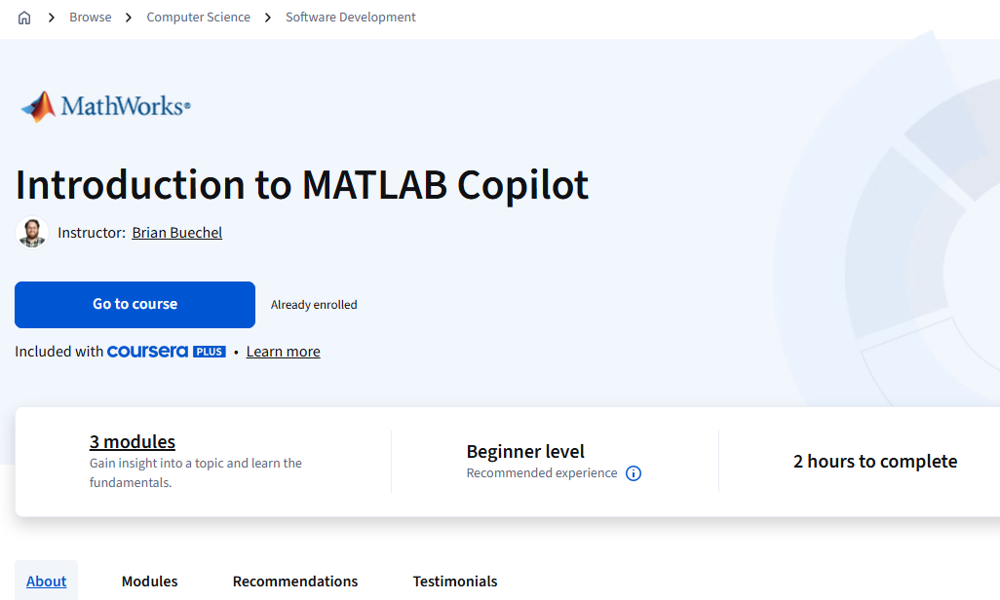 Browse Computer Science Software Development
MathWorks®
Introduction to MATLAB Copilot
Instructor: Brian Buechel
Go to course
Already enrolled
Included with coursera PLUS • Learn more
3 modules
Gain insight into a topic and learn the
fundamentals.
Beginner level
Recommended experience
2 hours to complete
About Modules Recommendations Testimonials